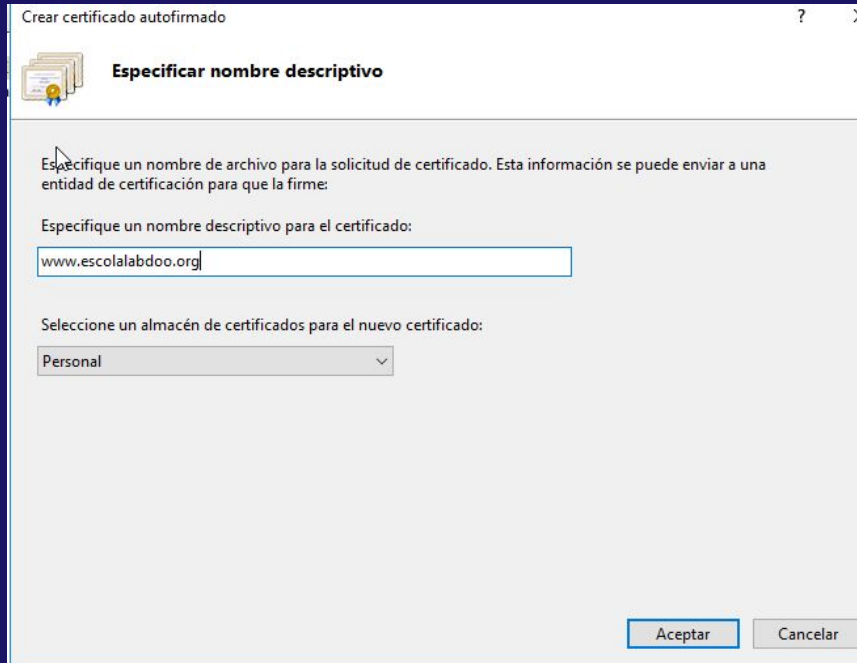 Crear certificado autofirmado
?
Especificar nombre descriptivo
Especifique un nombre de archivo para la solicitud de certificado. Esta información se puede enviar a una
entidad de certificación para que la firme:
Especifique un nombre descriptivo para el certificado:
www.escolalabdoo.org
Seleccione un almacén de certificados para el nuevo certificado:
Personal
Aceptar
Cancelar